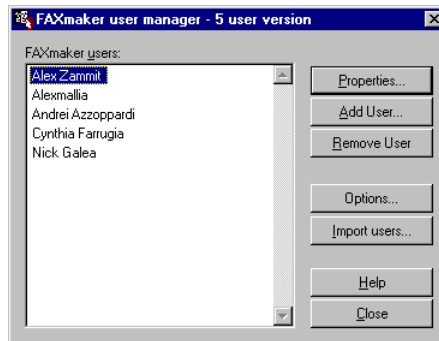 FAXmaker user manager - 5 user version
FAXmaker users:
Alex Zammit
Alexmallia
Andrei Azzoppardi
Cynthia Farrugia
Nick Galea
Properties...
Add User...
Remove User
Options...
Import users...
Help
Close